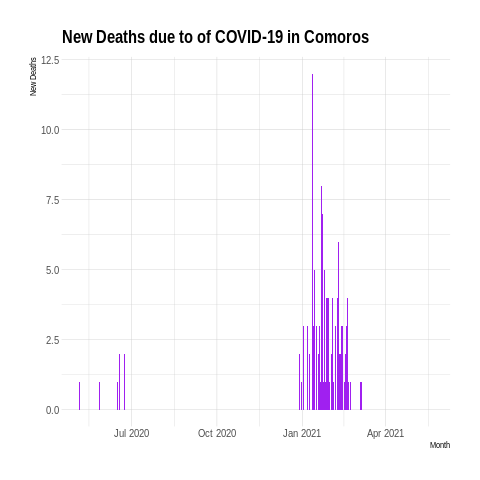 New Deaths due to of COVID-19 in Comoros
New Deaths
12.5
10.0
7.5
5.0
2.5
0.0
Jul 2020
Oct 2020
Jan 2021
Apr 2021
Month